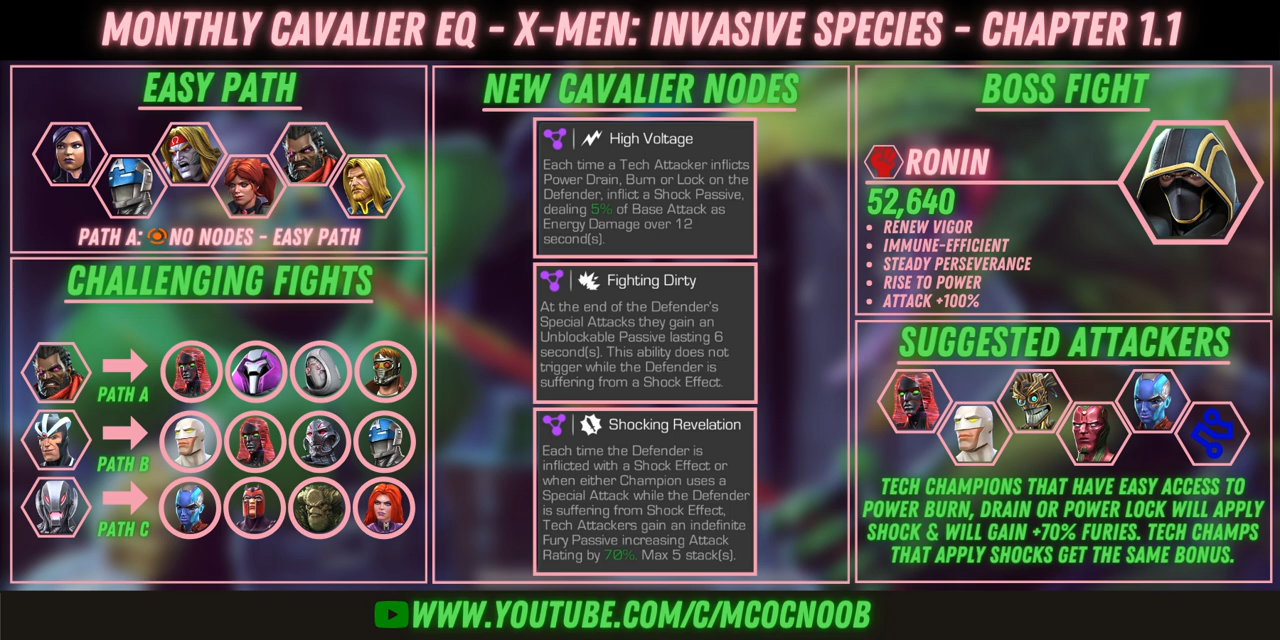 MONTHLY CAVALIER EQ - X-MEN: INVASIVE SPECIES - CHAPTER 1.1
EASY PATH
PATH A: NO NODES - EASY PATH
CHALLENGING FIGHTS
PATH A
PATH B
PATH C
NEW CAVALIER NODES
High Voltage
Each time a Tech Attacker inflicts
Power Drain, Burn or Lock on the
Defender, inflict a Shock Passive,
dealing 5% of Base Attack as
Energy Damage over 12
second(s).
Fighting Dirty
At the end of the Defender's
Special Attacks they gain an
Unblockable Passive lasting 6
second(s). This ability does not
trigger while the Defender is
suffering from a Shock Effect.
Shocking Revelation
Each time the Defender is
inflicted with a Shock Effect or
when either Champion uses a
Special Attack while the Defender
is suffering from Shock Effect,
Tech Attackers gain an indefinite
Fury Passive increasing Attack
Rating by 70%. Max 5 stack(s).
BOSS FIGHT
RONIN
52,640
• RENEW VIGOR
• IMMUNE-EFFICIENT
• STEADY PERSEVERANCE
• RISE TO POWER
• ATTACK +100%
SUGGESTED ATTACKERS
TECH CHAMPIONS THAT HAVE EASY ACCESS TO
POWER BURN, DRAIN OR POWER LOCK WILL APPLY
SHOCK & WILL GAIN +70% FURIES. TECH CHAMPS
THAT APPLY SHOCKS GET THE SAME BONUS.
WWW.YOUTUBE.COM/C/MCOCNOOB